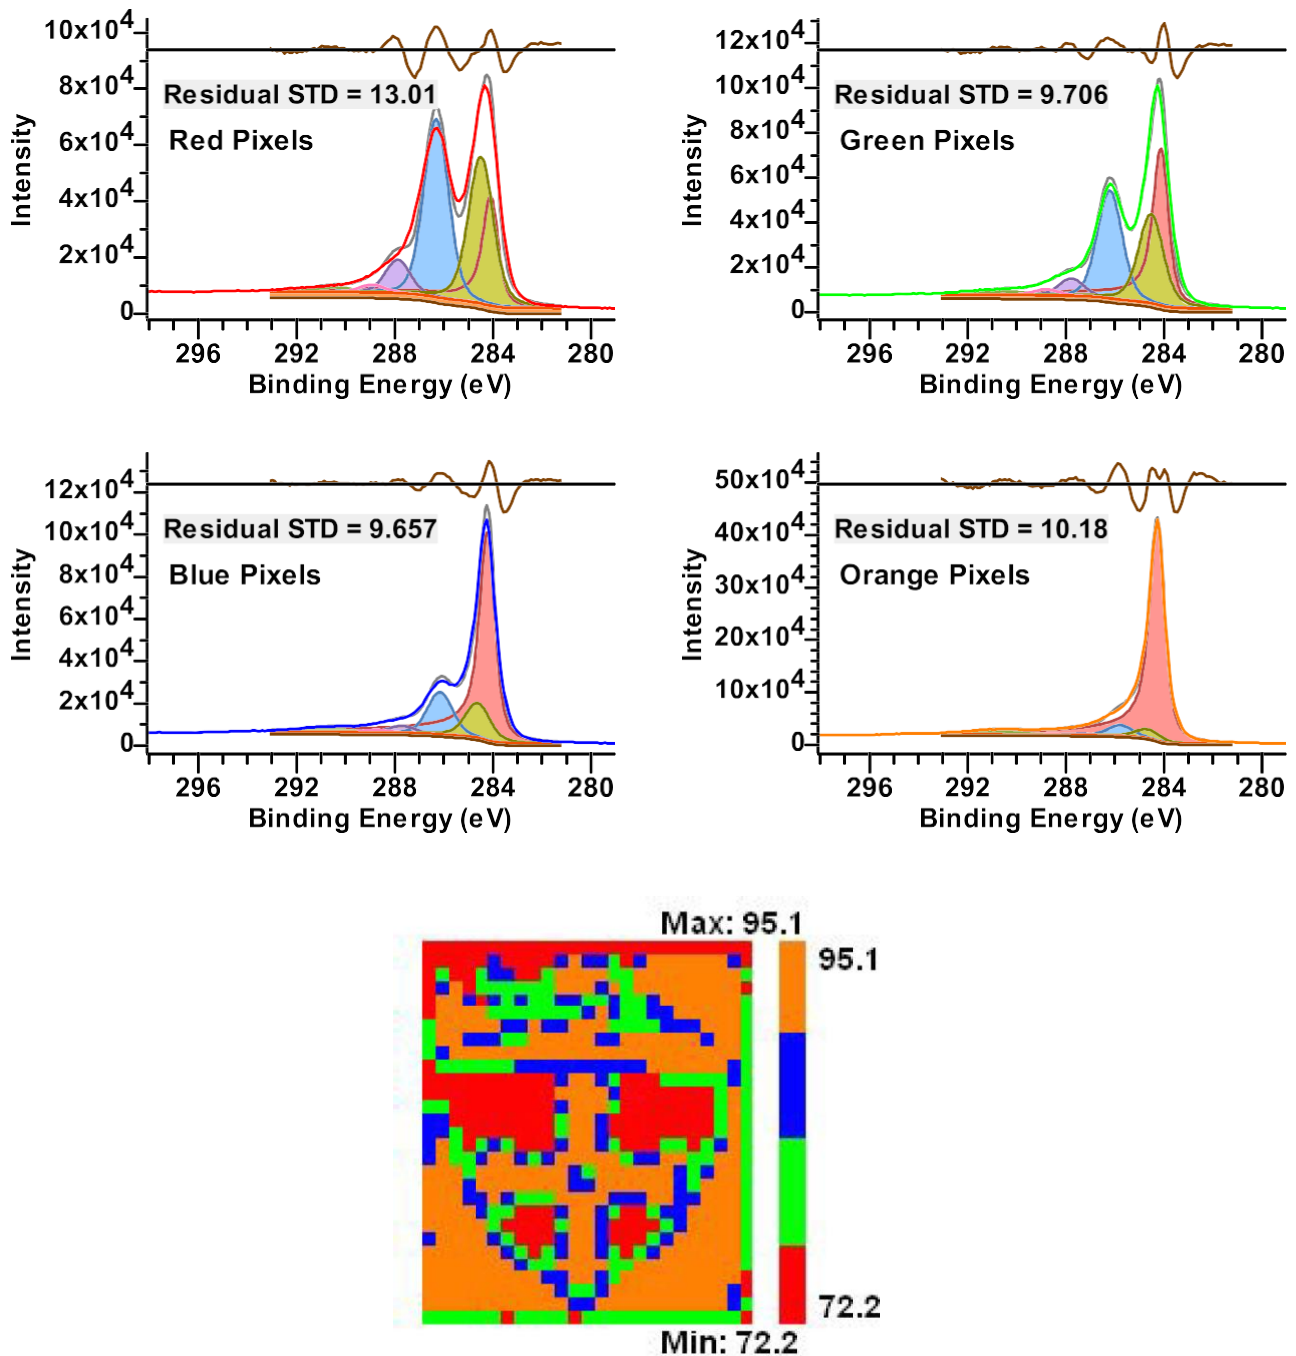 10x10⁴
8x10⁴
6x10⁴
4x10⁴
2x10⁴
0
Intensity
Residual STD = 13.01
Red Pixels
296 292 288 284 280
Binding Energy (eV)
12x10⁴
10x10⁴
8x10⁴
6x10⁴
4x10⁴
2x10⁴
0
Intensity
Residual STD = 9.706
Green Pixels
296 292 288 284 280
Binding Energy (eV)
12x10⁴
10x10⁴
8x10⁴
6x10⁴
4x10⁴
2x10⁴
0
Intensity
Residual STD = 9.657
Blue Pixels
296 292 288 284 280
Binding Energy (eV)
50x10⁴
40x10⁴
30x10⁴
20x10⁴
10x10⁴
0
Intensity
Residual STD = 10.18
Orange Pixels
296 292 288 284 280
Binding Energy (eV)
Max: 95.1
95.1
72.2
Min: 72.2